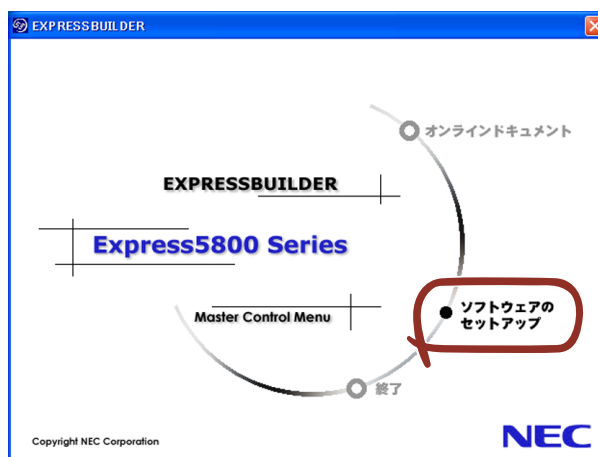 EXPRESSBUILDER
オンラインドキュメント
EXPRESSBUILDER
Express5800 Series
Master Control Menu
ソフトウェアの
セットアップ
終了
Copyright NEC Corporation
NEC